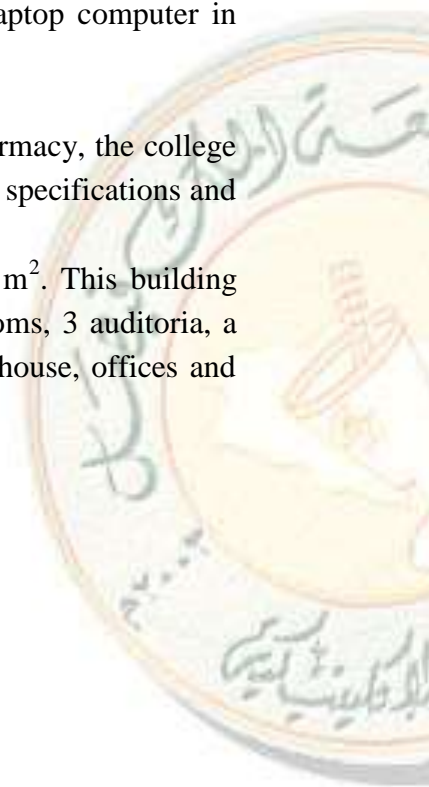 aptop computer in
rmacy, the college
specifications and
m². This building
oms, 3 auditoria, a
house, offices and